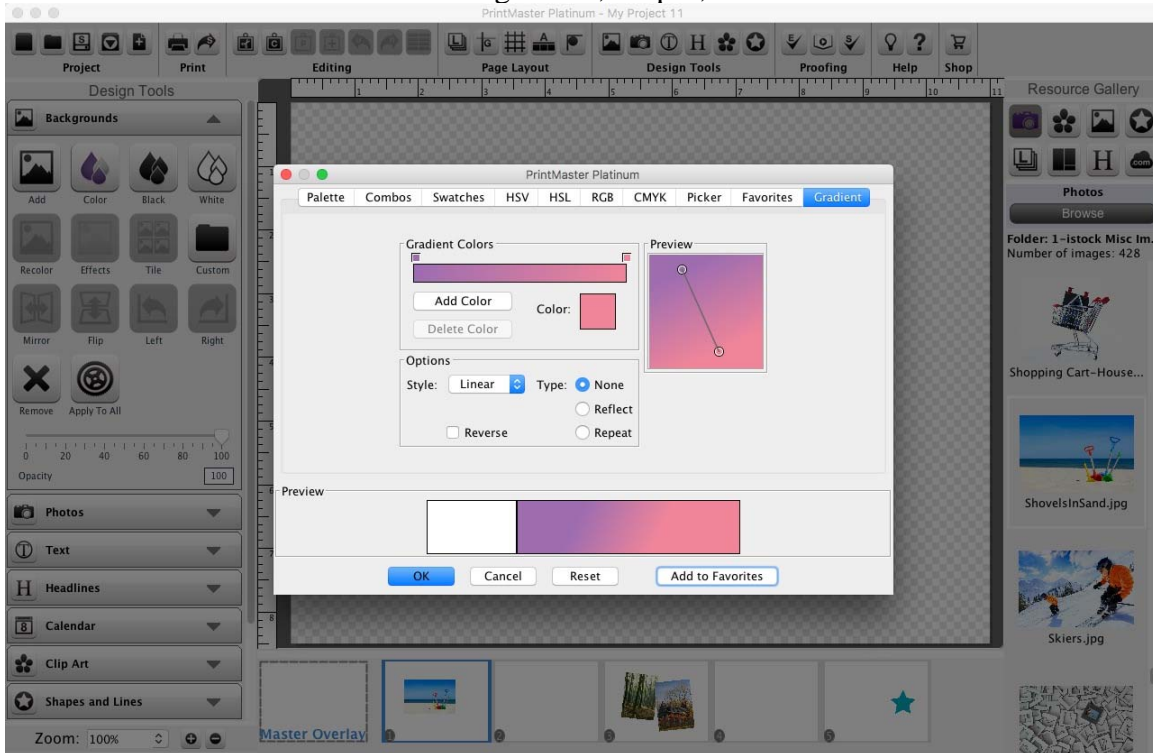 PrintMaster Platinum - My Project 11
Project Print Editing Page Layout Design Tools Proofing Help Shop
Design Tools
Backgrounds
Add Color Black White
Recolor Effects Tile Custom
Mirror Flip Left Right
Remove Apply To All
0 20 40 60 80 100
Opacity 100
Photos
Text
Headlines
Calendar
Clip Art
Shapes and Lines
Zoom: 100%
PrintMaster Platinum
Palette Combos Swatches HSV HSL RGB CMYK Picker Favorites Gradient
Gradient Colors
Add Color
Color:
Delete Color
Preview
Options
Style: Linear Type: None
Reflect
Reverse Repeat
Preview
OK Cancel Reset Add to Favorites
Master Overlay 1 2 3 4 5
Resource Gallery
Photos
Browse
Folder: 1-istock Misc Im.
Number of images: 428
Shopping Cart-House...
ShovelsInSand.jpg
Skiers.jpg